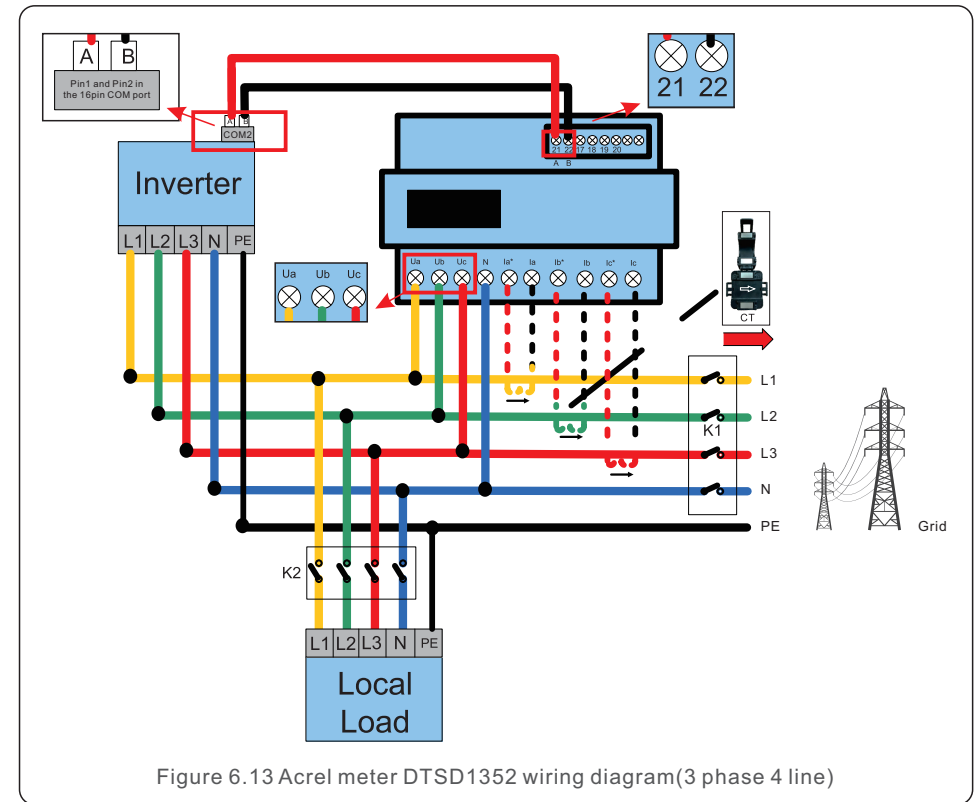 A B
Pin1 and Pin2 in
the 16pin COM port
A B
COM2
21 22
21 22 17 18 19 20
A B
Inverter
L1 L2 L3 N PE
Ua Ub Uc
Ua Ub Uc N Ia* Ia Ib* Ib Ic* Ic
CT
L1
L2
K1
L3
N
PE
Grid
K2
L1 L2 L3 N PE
Local
Load
Figure 6.13 Acrel meter DTSD1352 wiring diagram(3 phase 4 line)